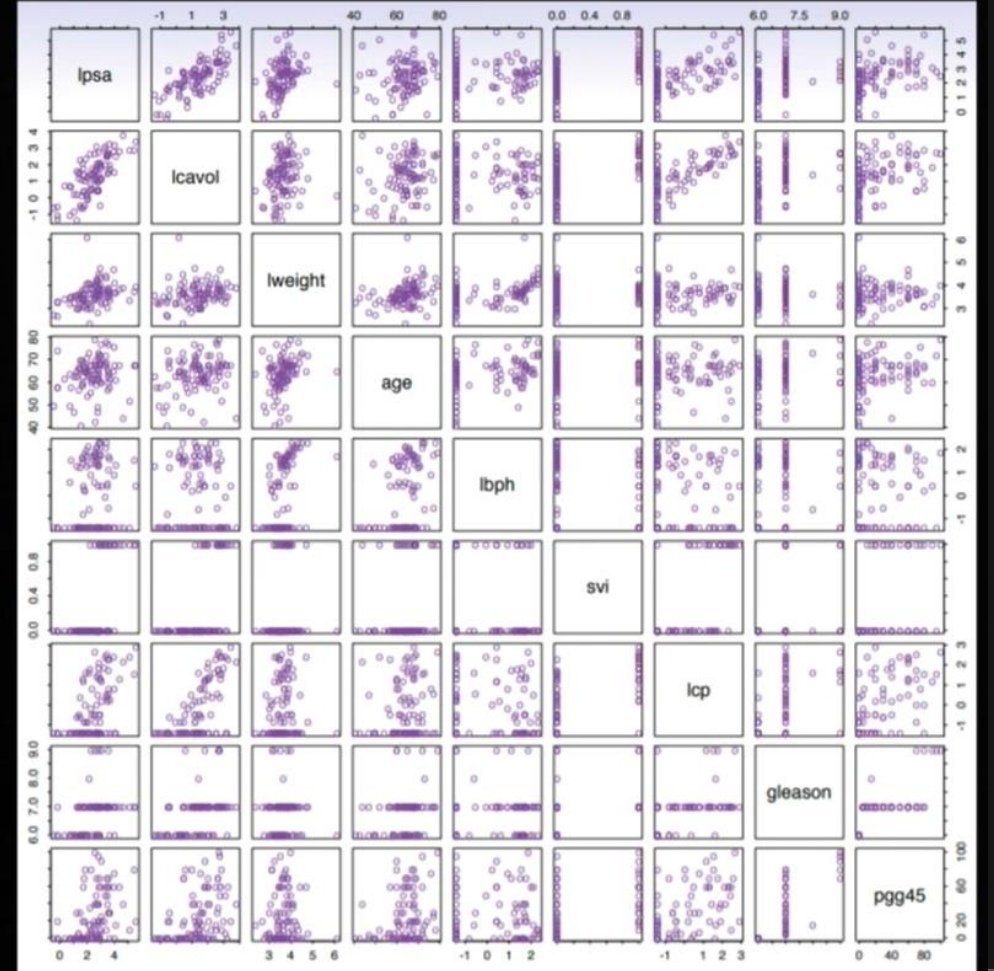 -1 1 3 40 60 80 0.0 0.4 0.8 6.0 7.5 9.0
lpsa 0 1 2 3 4 5
-1 0 1 2 3 4 lcavol
lweight 3 4 5 6
40 50 60 70 80 age
lbph -1 0 1 2
0.0 0.4 0.8 svi
lcp -1 0 1 2 3
6.0 7.0 8.0 9.0 gleason
pgg45 0 20 60 100
0 2 4 3 4 5 6 -1 0 1 2 -1 1 2 3 0 40 80